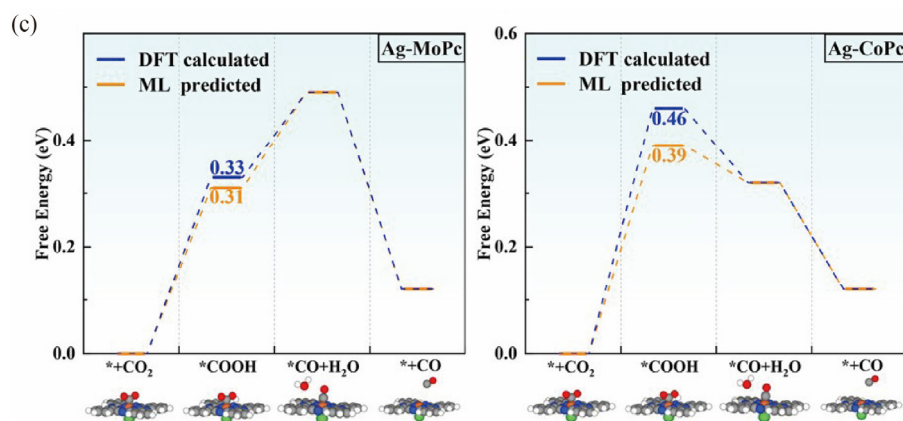 (c)
Ag-MoPc
DFT calculated
ML predicted
Free Energy (eV)
0.4
0.2
0.0
0.33
0.31
*+CO₂
*COOH
*CO+H₂O
*+CO
Ag-CoPc
DFT calculated
ML predicted
Free Energy (eV)
0.6
0.4
0.2
0.0
0.46
0.39
*+CO₂
*COOH
*CO+H₂O
*+CO